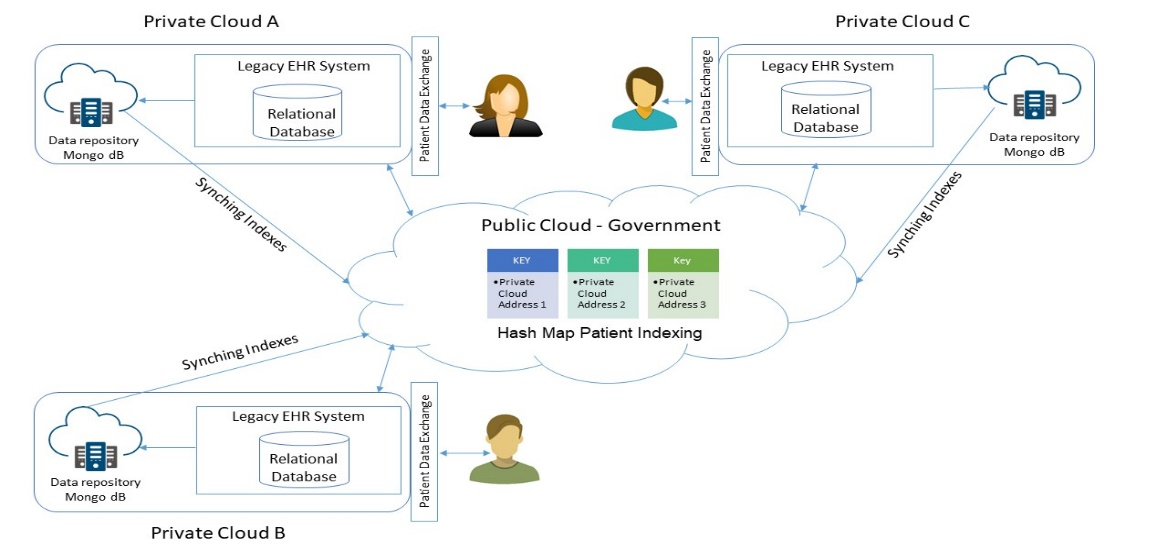 Private Cloud A
Legacy EHR System
Relational
Database
Data repository
Mongo dB
Patient Data Exchange
Synching Indexes
Private Cloud C
Patient Data Exchange
Legacy EHR System
Relational
Database
Data repository
Mongo dB
Synching Indexes
Public Cloud - Government
KEY
•Private
Cloud
Address 1
KEY
•Private
Cloud
Address 2
Key
•Private
Cloud
Address 3
Hash Map Patient Indexing
Synching Indexes
Legacy EHR System
Relational
Database
Data repository
Mongo dB
Patient Data Exchange
Private Cloud B